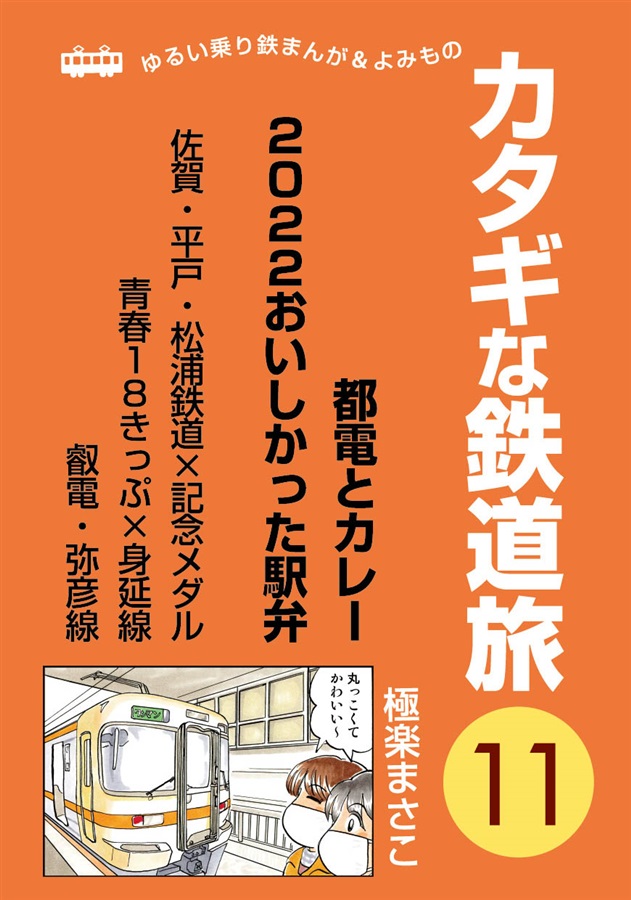 ゆるい乗り鉄まんが&よみもの
カタギな鉄道旅
11
都電とカレー
2022おいしかった駅弁
佐賀・平戸・松浦鉄道×記念メダル
青春18きっぷ×身延線
叡電・弥彦線
極楽まさこ
丸っこくて
かわいい〜
ワンマン